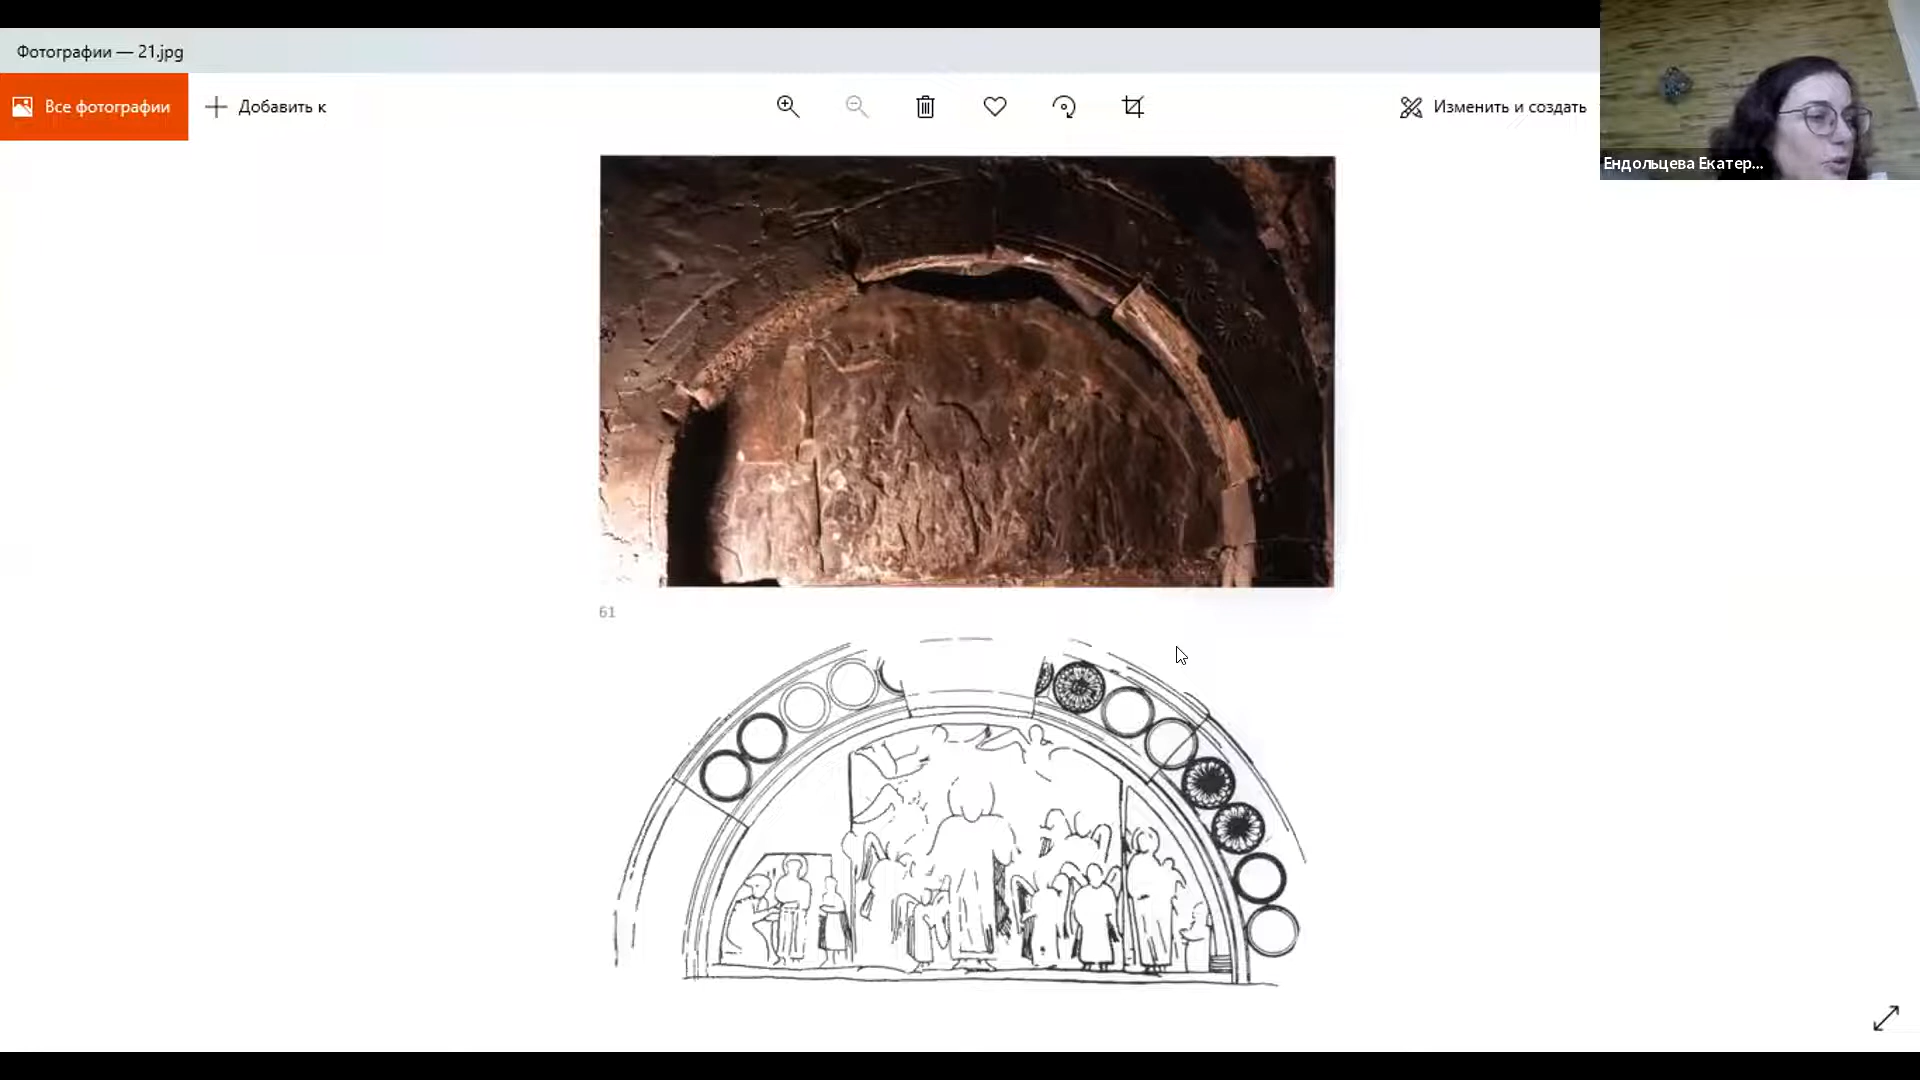 Фотографии — 21.jpg
Все фотографии
Добавить к
Изменить и создать
Ендольцева Екатер...
61